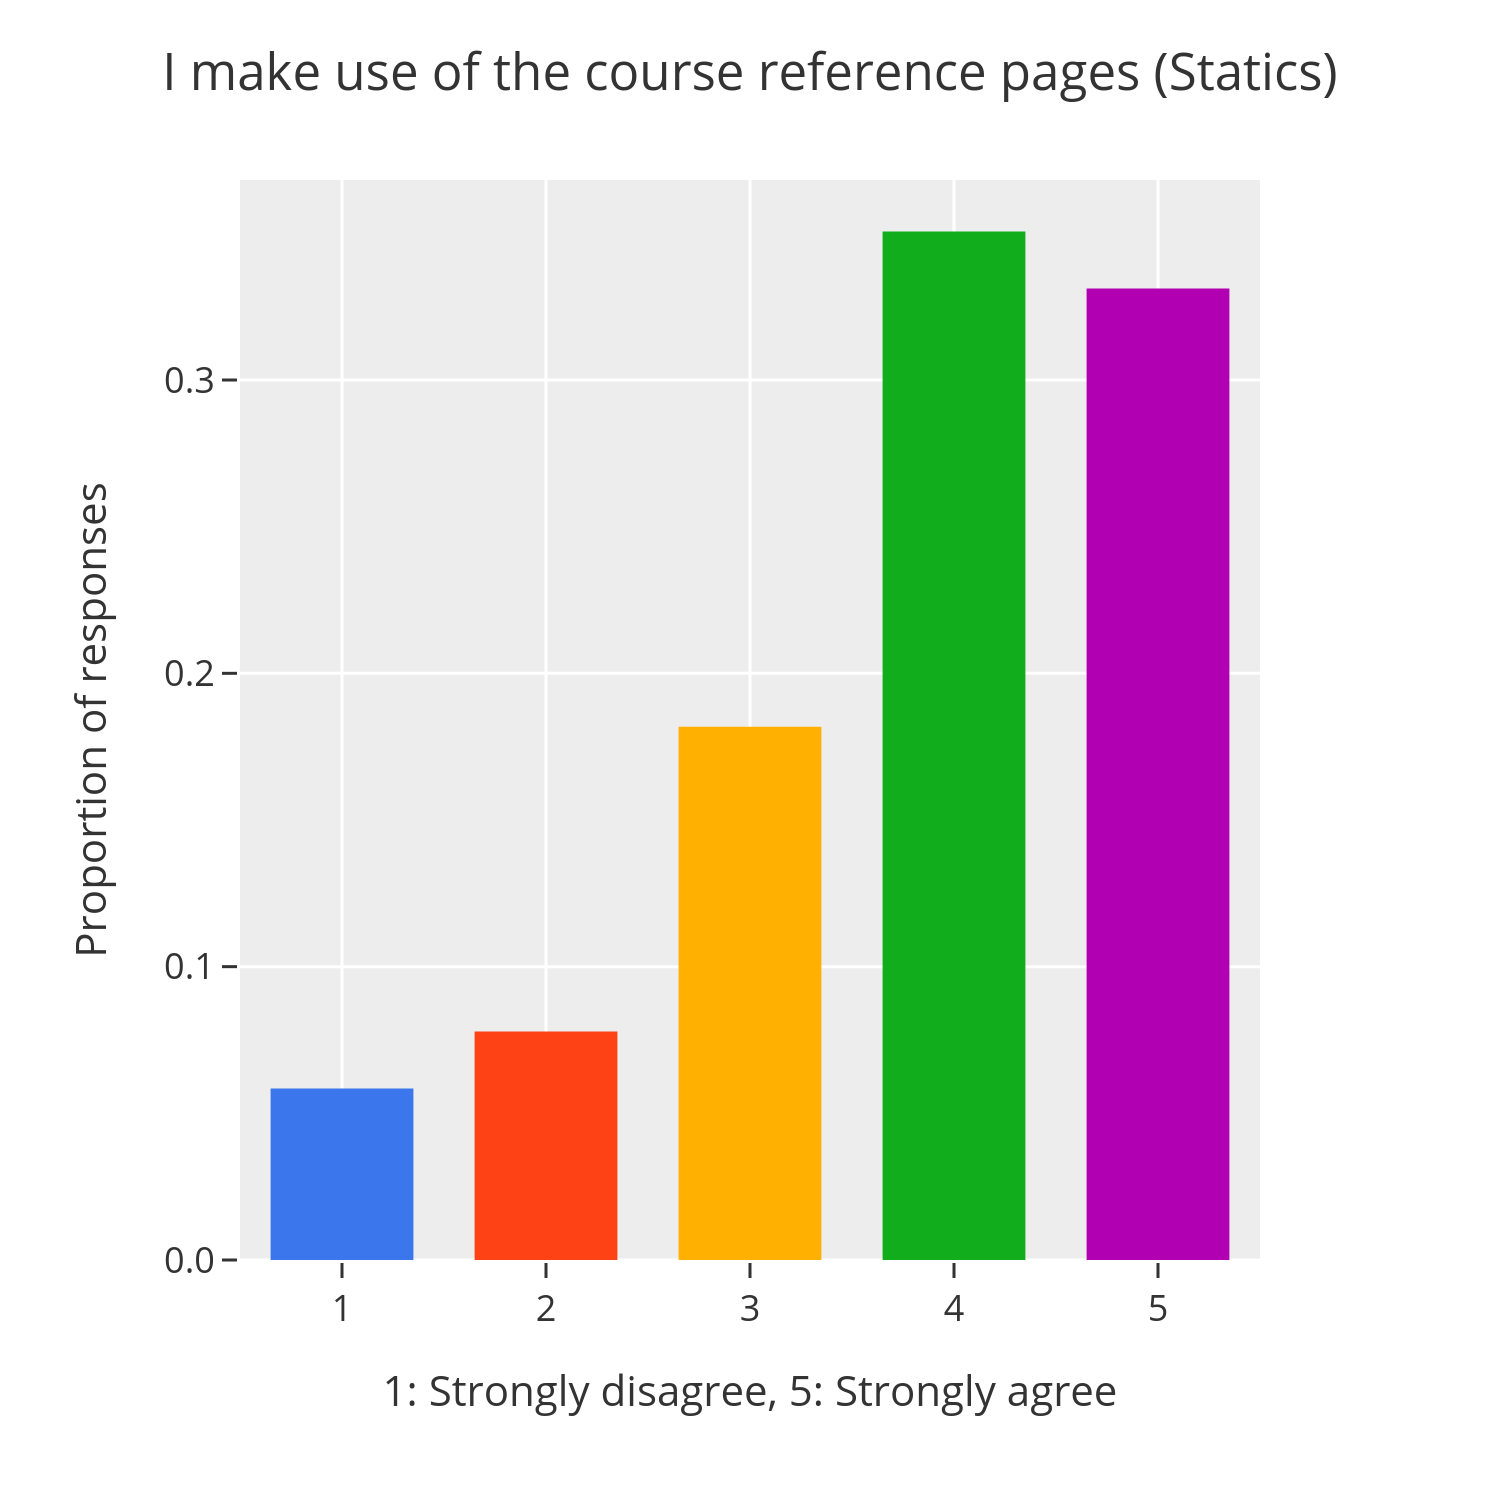 I make use of the course reference pages (Statics)
Proportion of responses
0.3
0.2
0.1
0.0
1 2 3 4 5
1: Strongly disagree, 5: Strongly agree